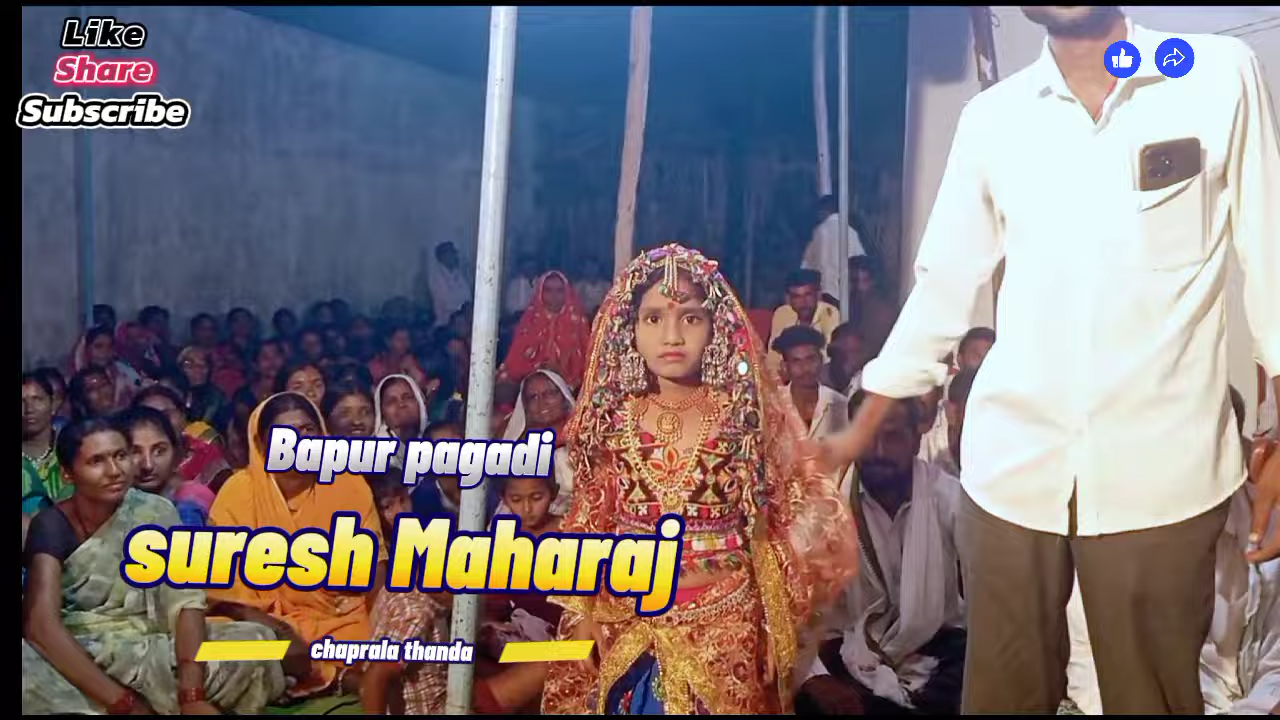 Like
Share
Subscribe
Bapur pagadi
suresh Maharaj
chaprala thanda